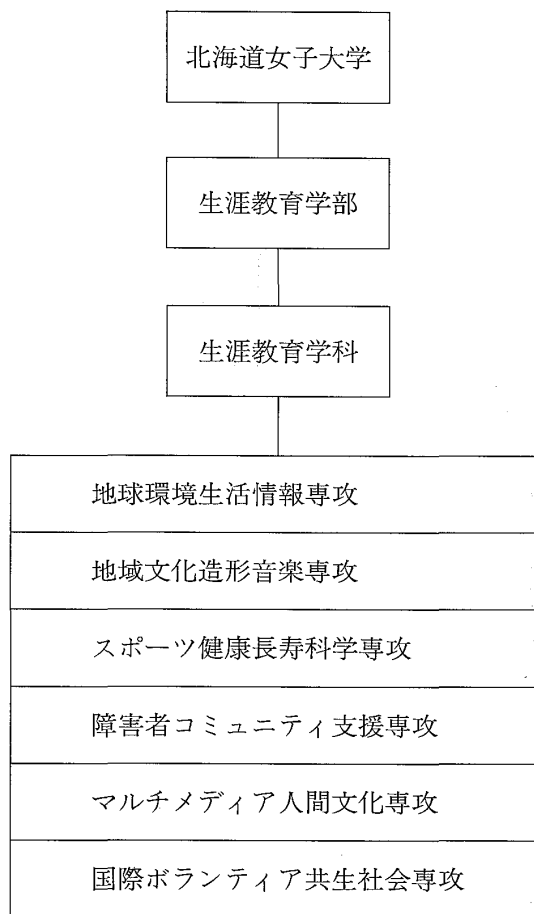 北海道女子大学
生涯教育学部
生涯教育学科
地球環境生活情報専攻
地域文化造形音楽専攻
スポーツ健康長寿科学専攻
障害者コミュニティ支援専攻
マルチメディア人間文化専攻
国際ボランティア共生社会専攻